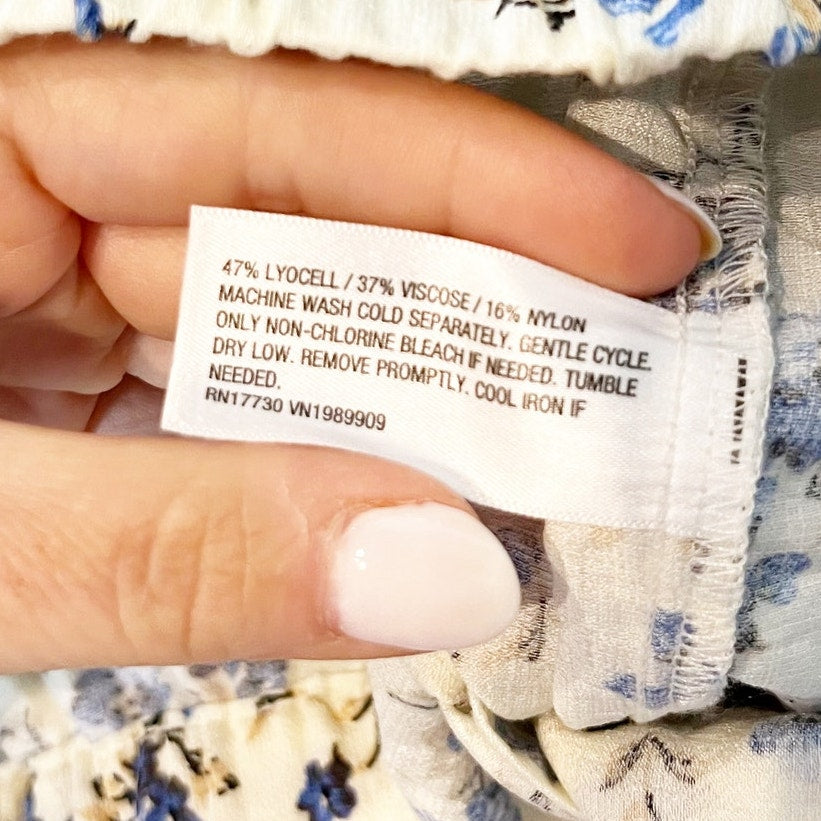 47% LYOCELL / 37% VISCOSE / 16% NYLON
MACHINE WASH COLD SEPARATELY. GENTLE CYCLE.
ONLY NON-CHLORINE BLEACH IF NEEDED. TUMBLE
DRY LOW. REMOVE PROMPTLY. COOL IRON IF
NEEDED.
RN17730 VN1989909